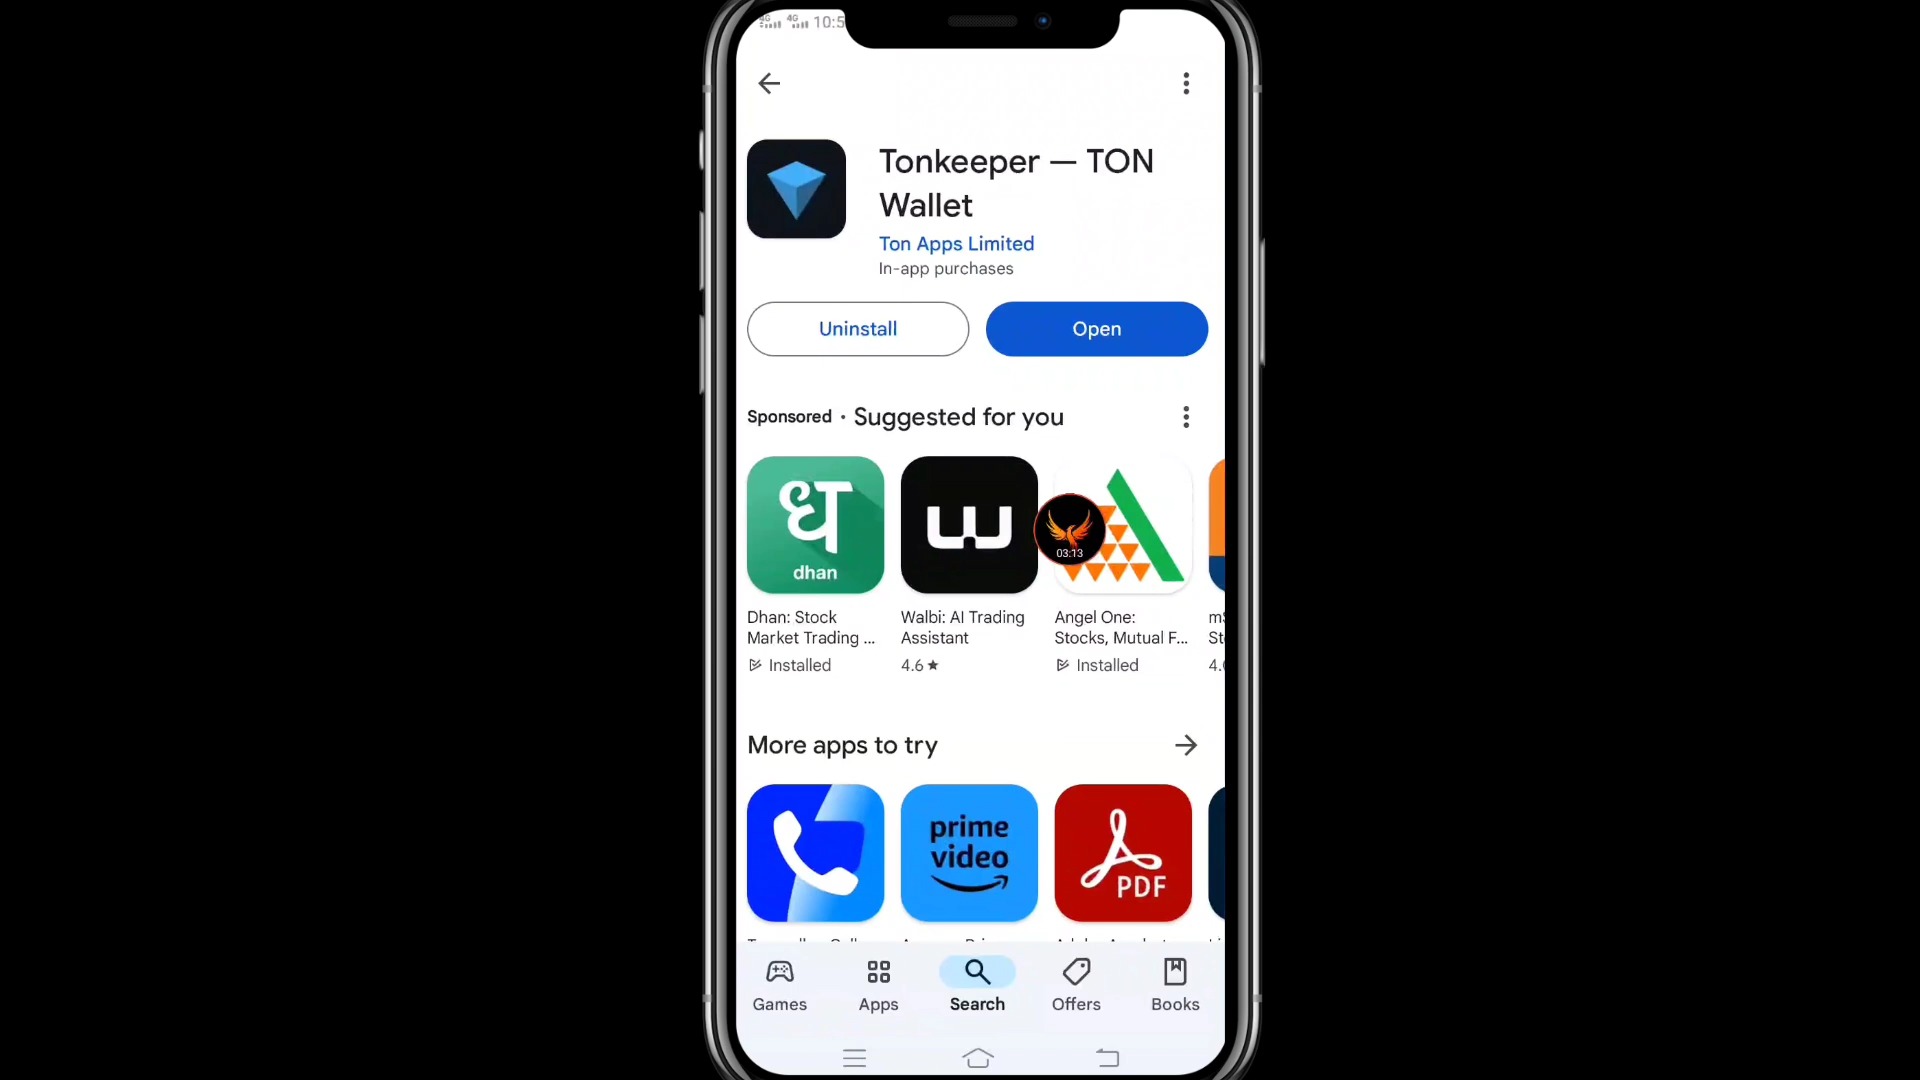 4G 4G 10:5
Tonkeeper — TON
Wallet
Ton Apps Limited
In-app purchases
Uninstall
Open
Sponsored · Suggested for you
ध
dhan
W
03:13
Dhan: Stock
Market Trading ...
Installed
Walbi: AI Trading
Assistant
4.6 ★
Angel One:
Stocks, Mutual F...
Installed
More apps to try
prime
video
PDF
Games
Apps
Search
Offers
Books